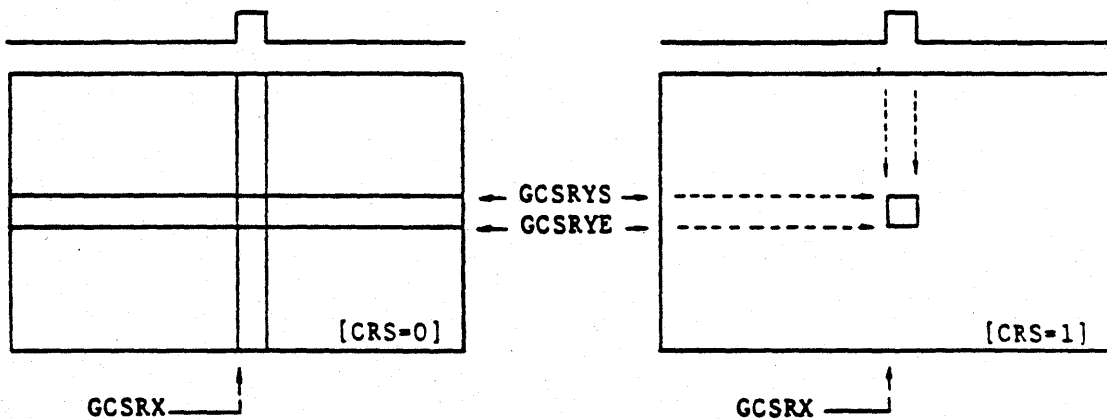 GCSRYS
GCSRYE
[CRS=0]
[CRS=1]
GCSRX
GCSRX